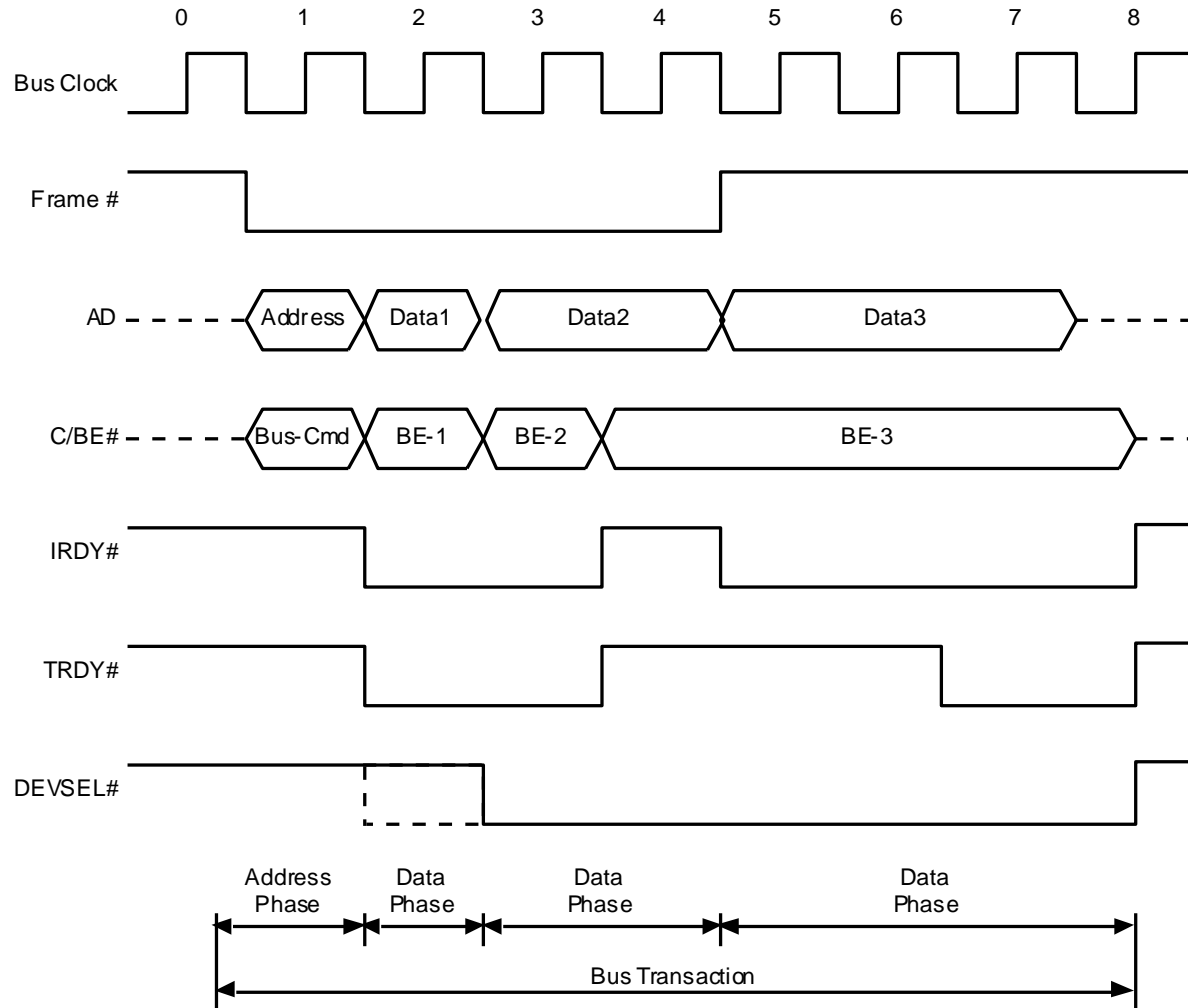 0 1 2 3 4 5 6 7 8
Bus Clock
Frame #
AD Address Data1 Data2 Data3
C/BE# Bus-Cmd BE-1 BE-2 BE-3
IRDY#
TRDY#
DEVSEL#
Address Data Data Data
Phase Phase Phase Phase
Bus Transaction